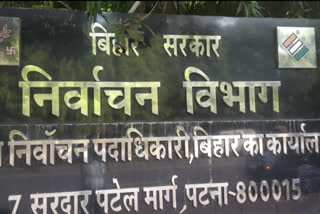 बिहार सरकार
निर्वाचन विभाग
निर्वाचन पदाधिकारी, बिहार का कार्याल
7 सरदार पटेल मार्ग, पटना-800015